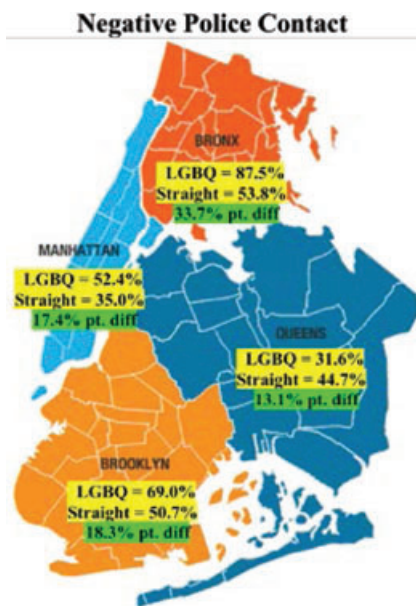 Negative Police Contact
BRONX
LGBQ = 87.5%
Straight = 53.8%
33.7% pt. diff
MANHATTAN
LGBQ = 52.4%
Straight = 35.0%
17.4% pt. diff
QUEENS
LGBQ = 31.6%
Straight = 44.7%
13.1% pt. diff
BROOKLYN
LGBQ = 69.0%
Straight = 50.7%
18.3% pt. diff